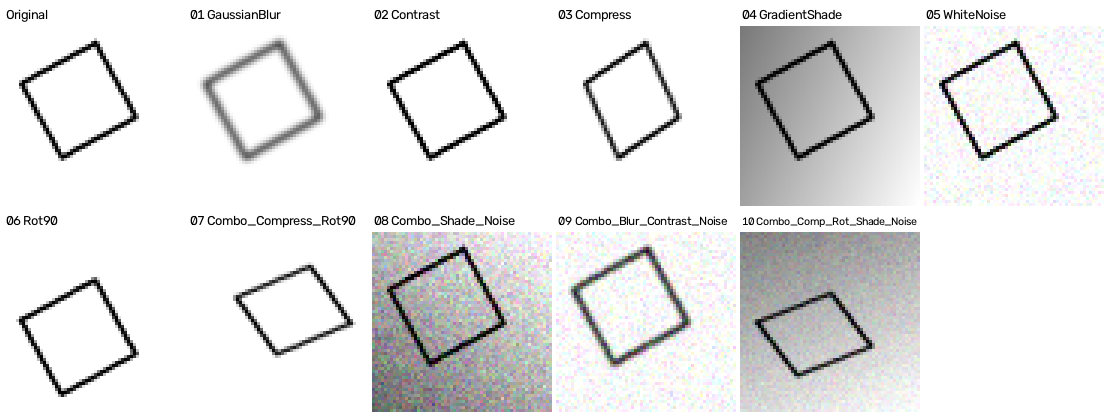 Original
01 GaussianBlur
02 Contrast
03 Compress
04 GradientShade
05 WhiteNoise
06 Rot90
07 Combo_Compress_Rot90
08 Combo_Shade_Noise
09 Combo_Blur_Contrast_Noise
10 Combo_Comp_Rot_Shade_Noise